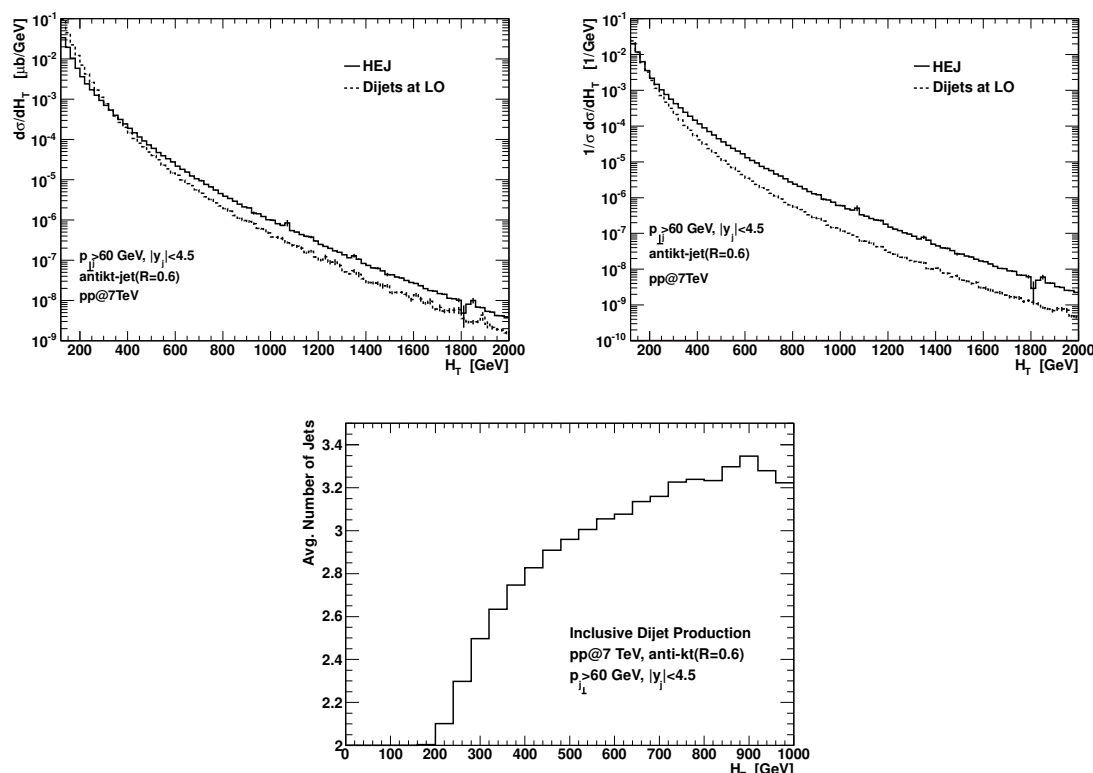 dσ/dH_T [μb/GeV]
10⁻¹
10⁻²
10⁻³
10⁻⁴
10⁻⁵
10⁻⁶
10⁻⁷
10⁻⁸
10⁻⁹
HEJ
Dijets at LO
p_⊥j>60 GeV, |y_j|<4.5
antikt-jet(R=0.6)
pp@7TeV
200 400 600 800 1000 1200 1400 1600 1800 2000
H_T [GeV]
1/σ dσ/dH_T [1/GeV]
10⁻¹
10⁻²
10⁻³
10⁻⁴
10⁻⁵
10⁻⁶
10⁻⁷
10⁻⁸
10⁻⁹
10⁻¹⁰
HEJ
Dijets at LO
p_⊥j>60 GeV, |y_j|<4.5
antikt-jet(R=0.6)
pp@7TeV
200 400 600 800 1000 1200 1400 1600 1800 2000
H_T [GeV]
Avg. Number of Jets
3.4
3.2
3
2.8
2.6
2.4
2.2
2
Inclusive Dijet Production
pp@7 TeV, anti-kt(R=0.6)
p_j⊥>60 GeV, |y_j|<4.5
0 100 200 300 400 500 600 700 800 900 1000
[GeV]